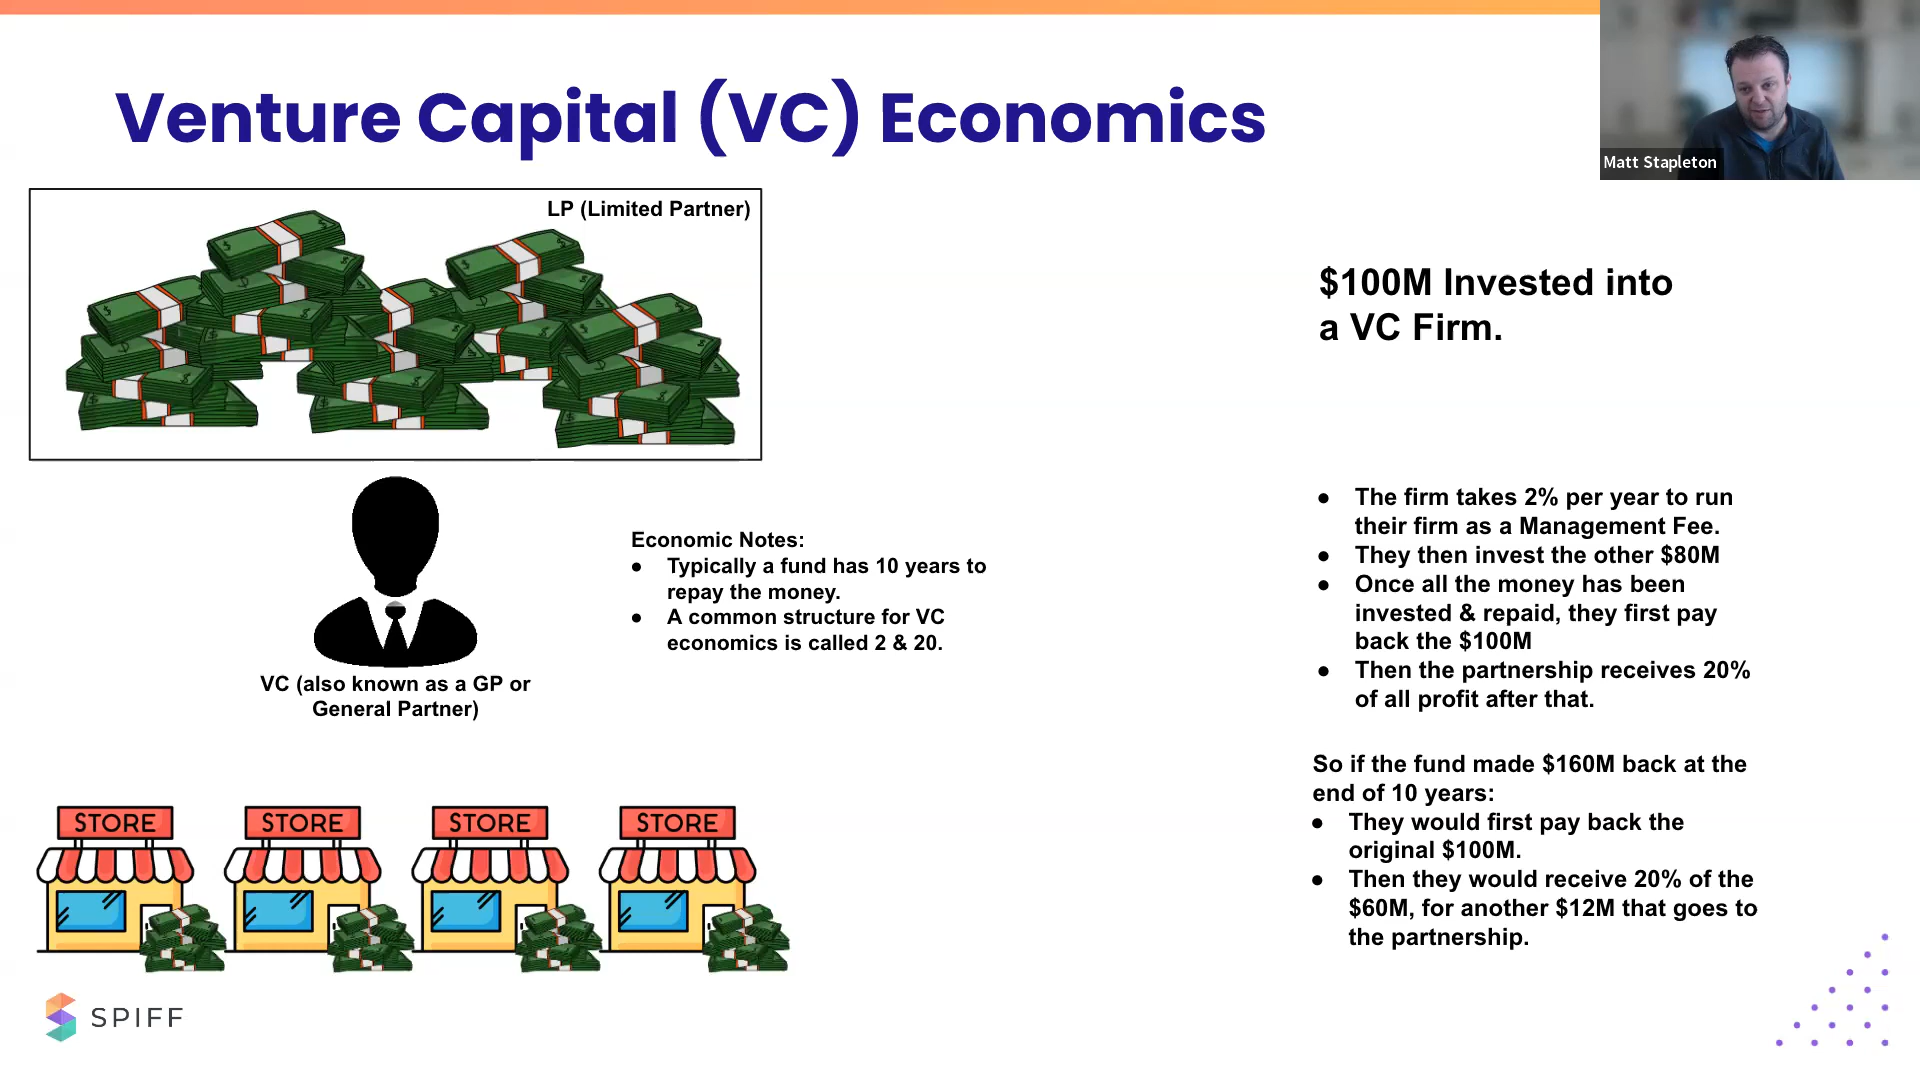 Venture Capital (VC) Economics
Matt Stapleton
LP (Limited Partner)
$100M Invested into
a VC Firm.
VC (also known as a GP or
General Partner)
Economic Notes:
● Typically a fund has 10 years to
repay the money.
● A common structure for VC
economics is called 2 & 20.
● The firm takes 2% per year to run
their firm as a Management Fee.
● They then invest the other $80M
● Once all the money has been
invested & repaid, they first pay
back the $100M
● Then the partnership receives 20%
of all profit after that.
So if the fund made $160M back at the
end of 10 years:
● They would first pay back the
original $100M.
● Then they would receive 20% of the
$60M, for another $12M that goes to
the partnership.
STORE STORE STORE STORE
SPIFF